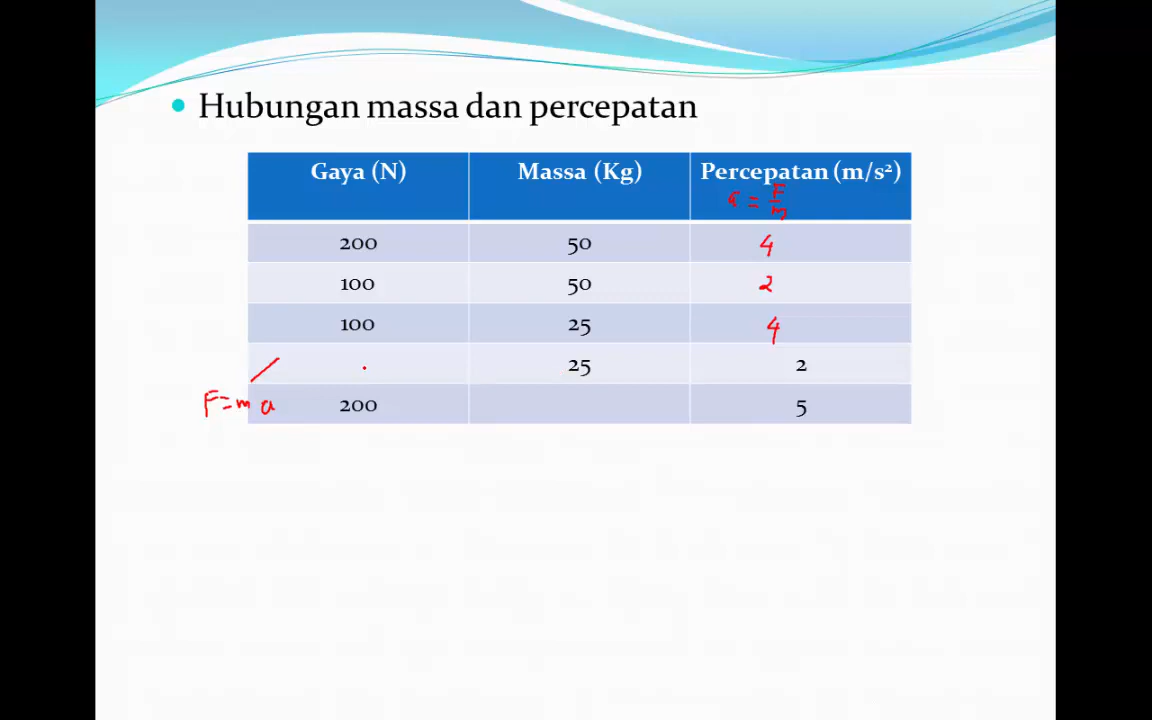 Hubungan massa dan percepatan
Gaya (N) Massa (Kg) Percepatan (m/s²)
a = F/m
200 50 4
100 50 2
100 25 4
25 2
F = m a 200 5